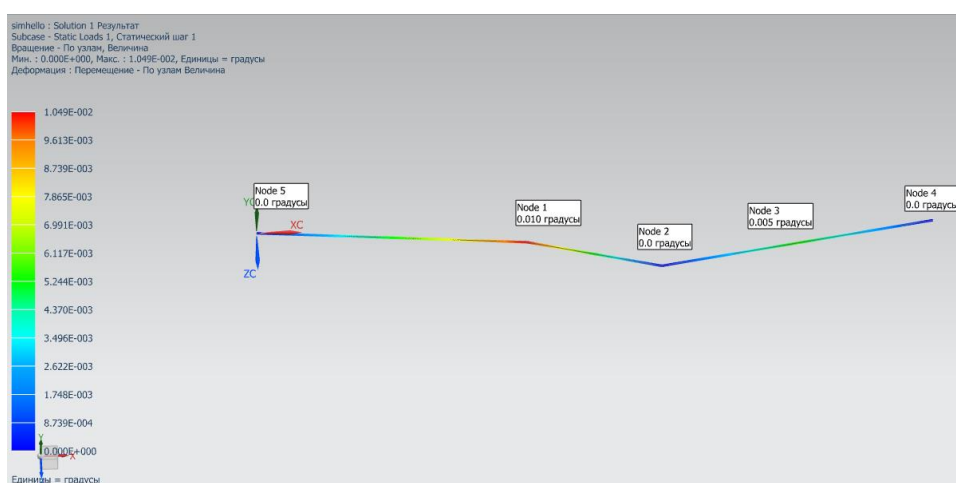 simhello : Solution 1 Результат
Subcase - Static Loads 1, Статический шаг 1
Вращение - По узлам, Величина
Мин. : 0.000E+000, Макс. : 1.049E-002, Единицы = градусы
Деформация : Перемещение - По узлам Величина
1.049E-002
9.613E-003
8.739E-003
7.865E-003
6.991E-003
6.117E-003
5.244E-003
4.370E-003
3.496E-003
2.622E-003
1.748E-003
8.739E-004
0.000E+000
Node 5
0.0 градусы
YC
XC
ZC
Node 1
0.010 градусы
Node 2
0.0 градусы
Node 3
0.005 градусы
Node 4
0.0 градусы
Y
X
Единицы = градусы